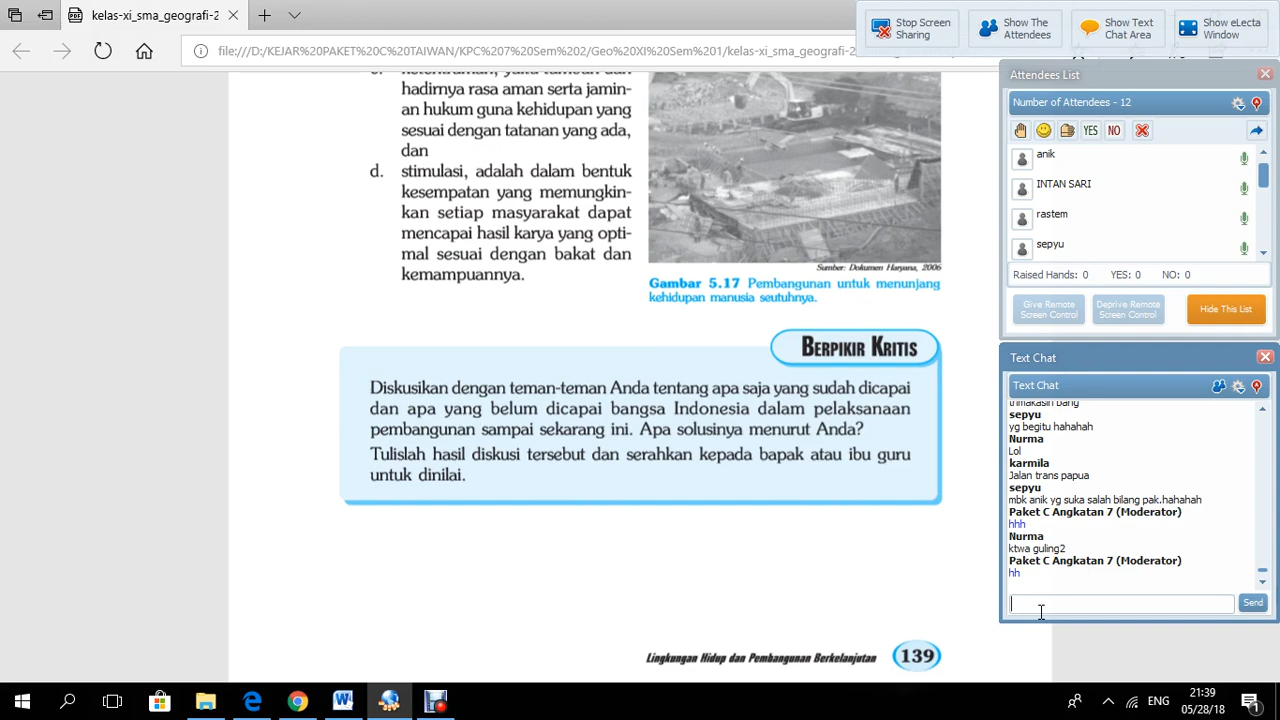 kelas-xi_sma_geografi-2
file:///D:/KEJAR%20PAKET%20C%20TAIWAN/KPC%207%20Sem%202/Geo%20XI%20Sem%201/kelas-xi_sma_geografi-2
Stop Screen
Sharing
Show The
Attendees
Show Text
Chat Area
Show eLecta
Window
hadirnya rasa aman serta jamin-
an hukum guna kehidupan yang
sesuai dengan tatanan yang ada,
dan
d. stimulasi, adalah dalam bentuk
kesempatan yang memungkin-
kan setiap masyarakat dapat
mencapai hasil karya yang opti-
mal sesuai dengan bakat dan
kemampuannya.
Sumber: Dokumen Haryana, 2006
Gambar 5.17 Pembangunan untuk menunjang
kehidupan manusia seutuhnya.
BERPIKIR KRITIS
Diskusikan dengan teman-teman Anda tentang apa saja yang sudah dicapai
dan apa yang belum dicapai bangsa Indonesia dalam pelaksanaan
pembangunan sampai sekarang ini. Apa solusinya menurut Anda?
Tulislah hasil diskusi tersebut dan serahkan kepada bapak atau ibu guru
untuk dinilai.
Lingkungan Hidup dan Pembangunan Berkelanjutan 139
Attendees List
Number of Attendees - 12
YES NO
anik
INTAN SARI
rastem
sepyu
Raised Hands: 0 YES: 0 NO: 0
Give Remote
Screen Control
Deprive Remote
Screen Control
Hide This List
Text Chat
Text Chat
trimakasih bang
sepyu
yg begitu hahahah
Nurma
Lol
karmila
Jalan trans papua
sepyu
mbk anik yg suka salah bilang pak.hahahah
Paket C Angkatan 7 (Moderator)
hhh
Nurma
ktwa guling2
Paket C Angkatan 7 (Moderator)
hh
Send
ENG
21:39
05/28/18
1